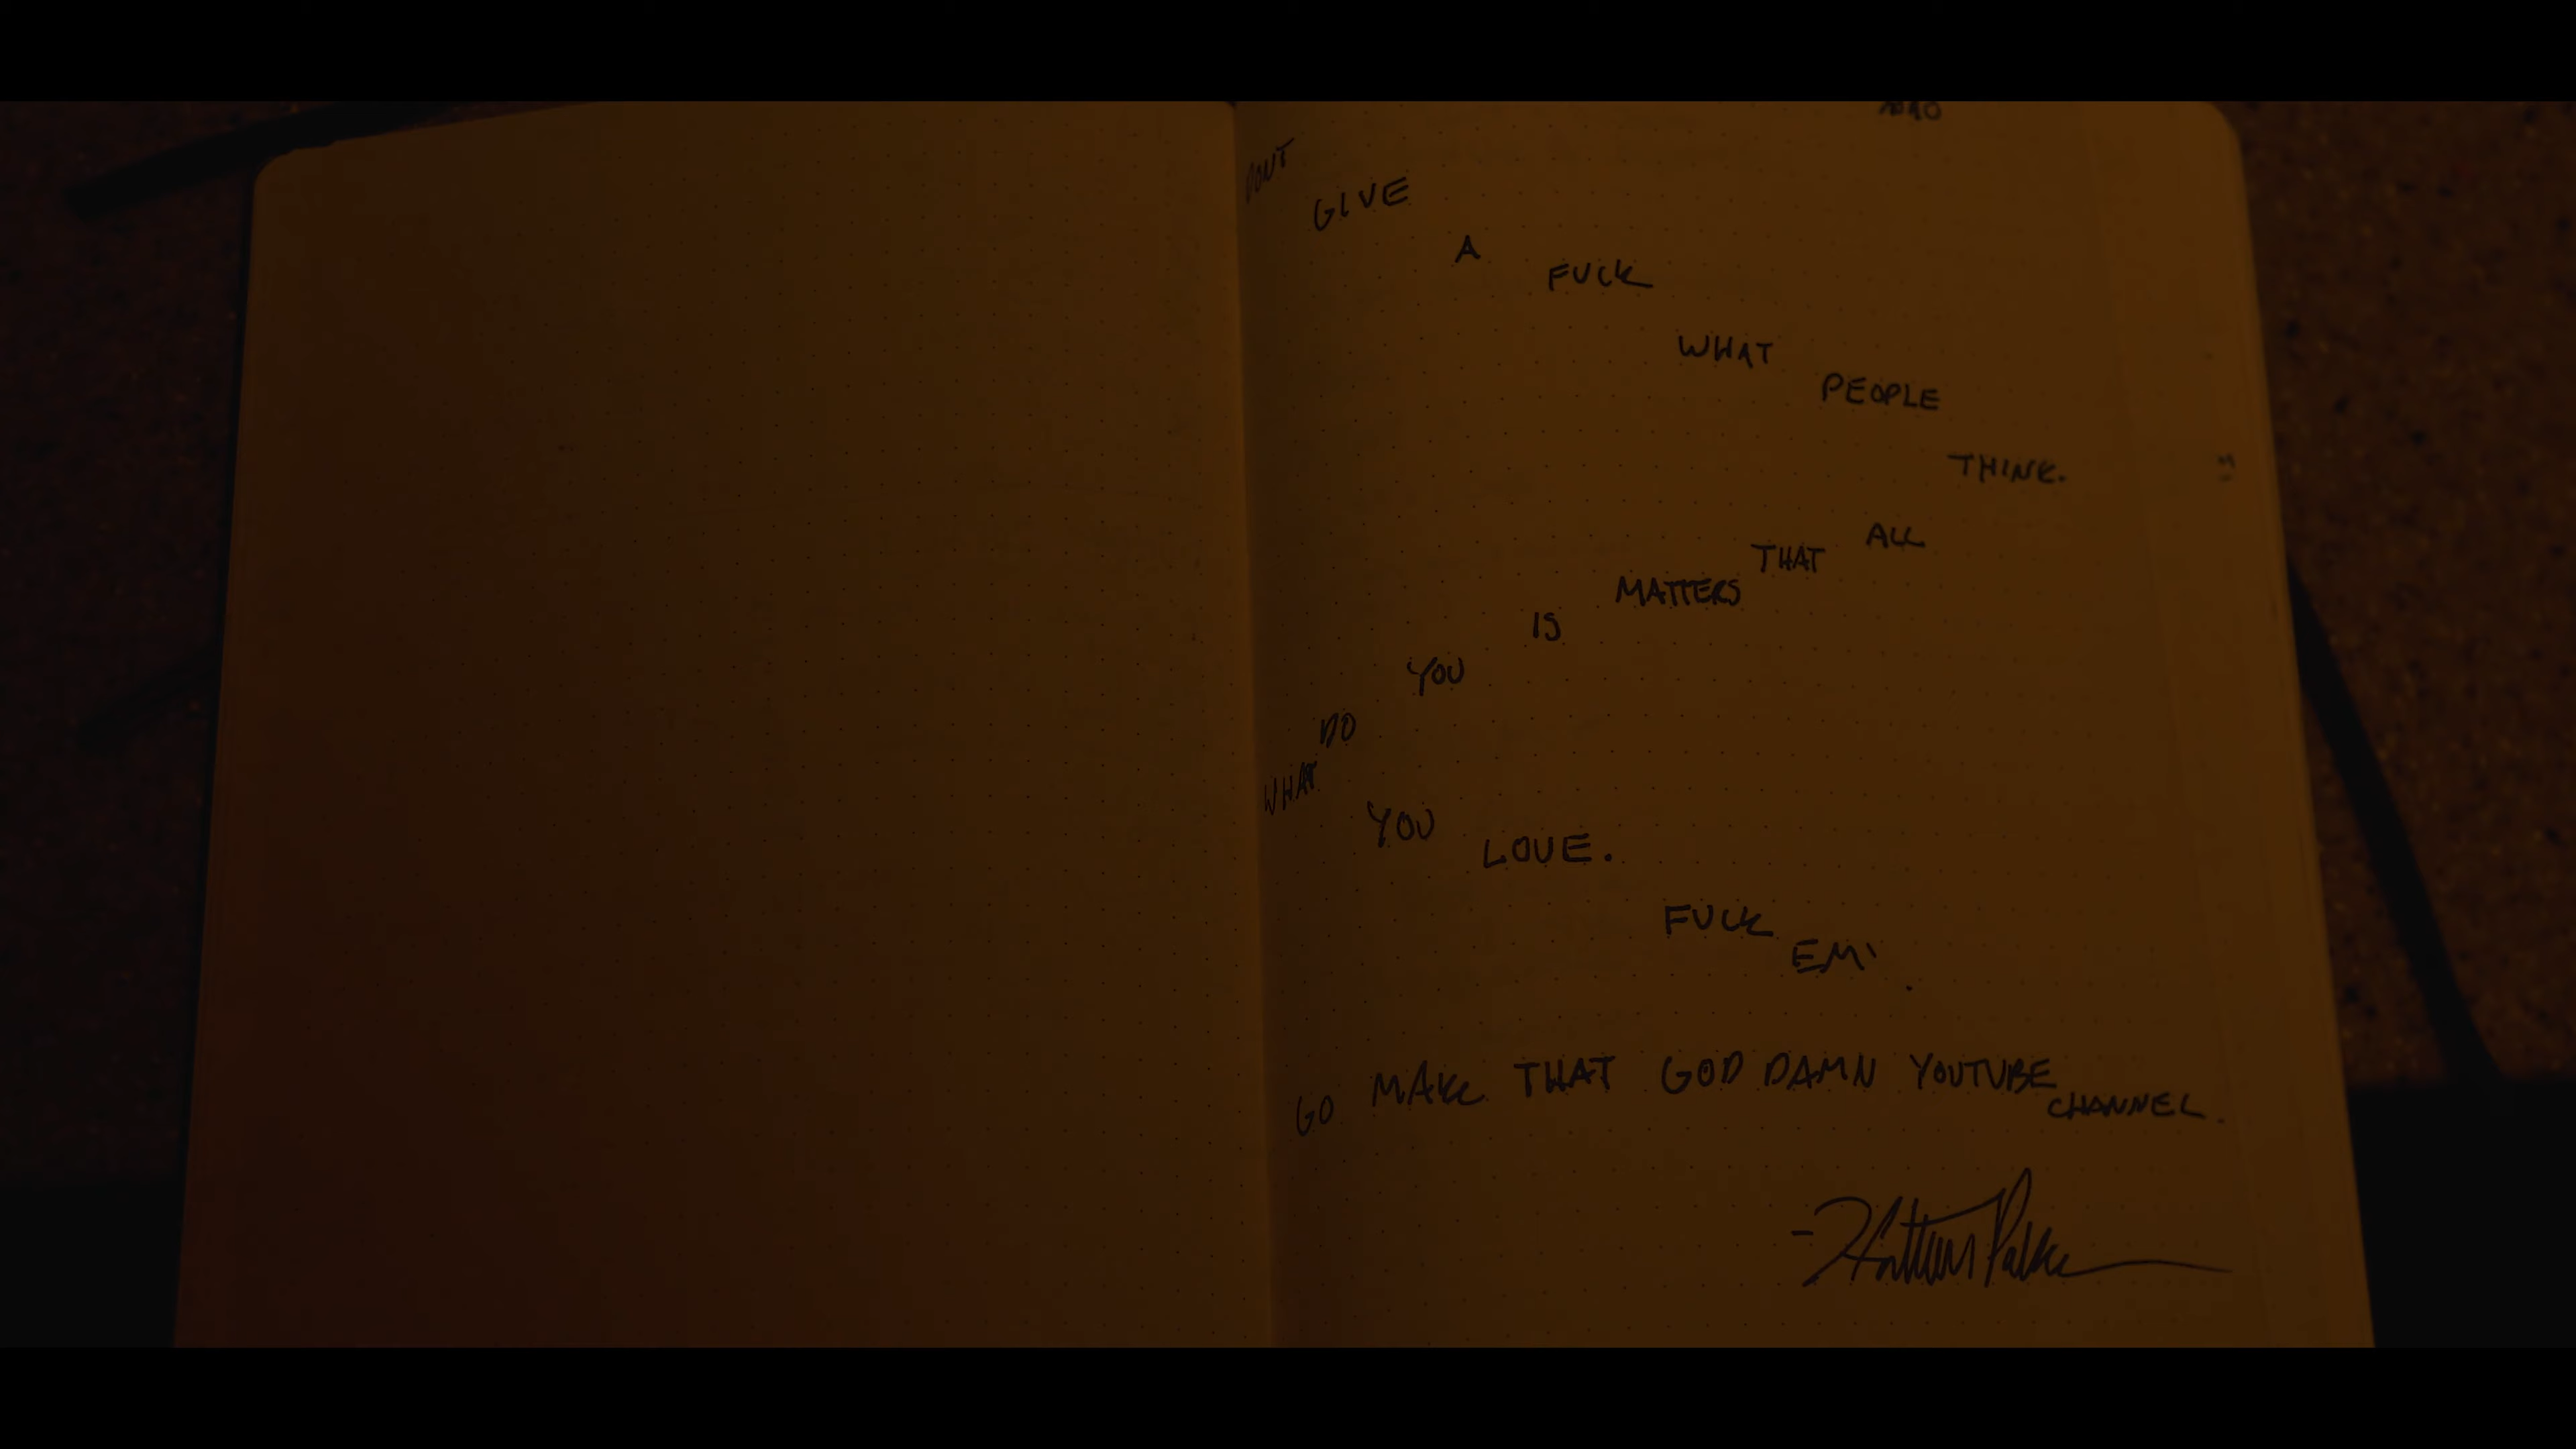 DONT GIVE A FUCK WHAT PEOPLE THINK.
ALL THAT MATTERS IS YOU DO WHAT
YOU LOVE.
FUCK EM'.
GO MAKE THAT GOD DAMN YOUTUBE
CHANNEL.